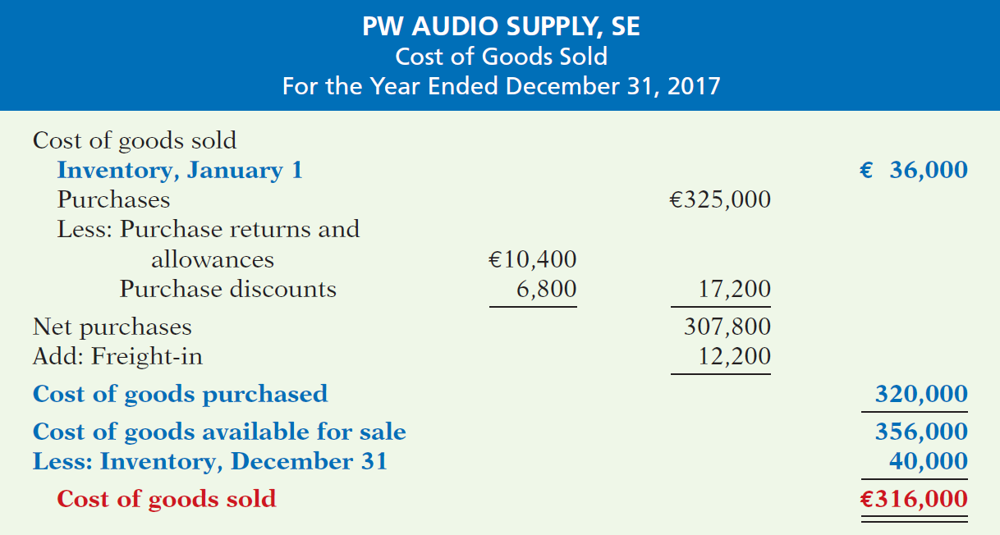 PW AUDIO SUPPLY, SE
Cost of Goods Sold
For the Year Ended December 31, 2017
Cost of goods sold
Inventory, January 1 € 36,000
Purchases €325,000
Less: Purchase returns and
allowances €10,400
Purchase discounts 6,800 17,200
Net purchases 307,800
Add: Freight-in 12,200
Cost of goods purchased 320,000
Cost of goods available for sale 356,000
Less: Inventory, December 31 40,000
Cost of goods sold €316,000